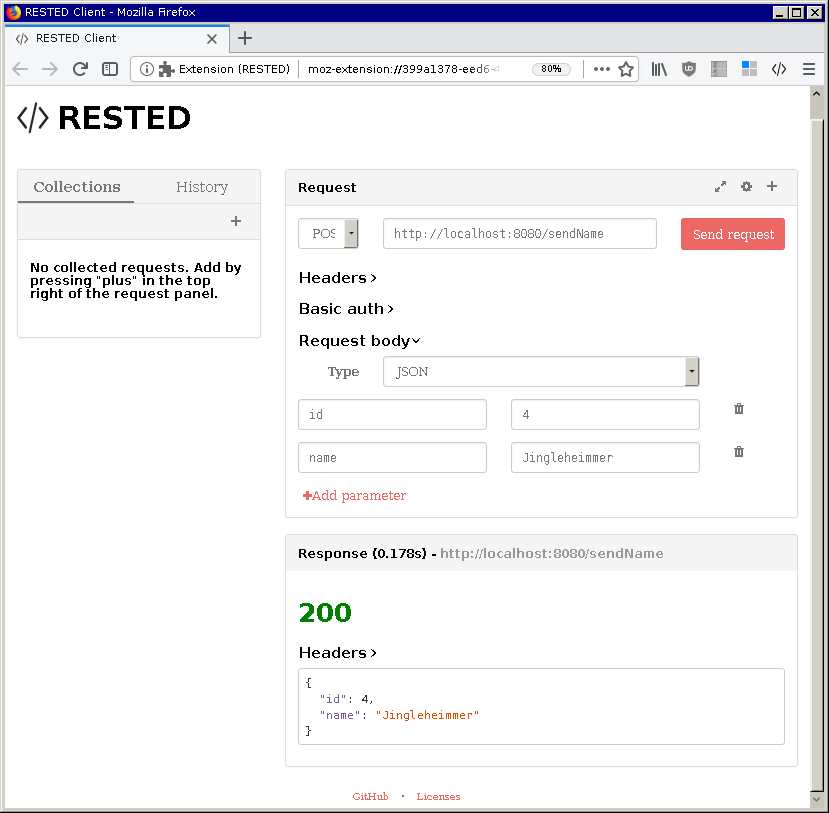 RESTED Client - Mozilla Firefox
</> RESTED Client
Extension (RESTED) moz-extension://399a1378-eed6-4 80%
</> RESTED
Collections History
No collected requests. Add by
pressing "plus" in the top
right of the request panel.
Request
POS http://localhost:8080/sendName Send request
Headers
Basic auth
Request body
Type JSON
id 4
name Jingleheimmer
Add parameter
Response (0.178s) - http://localhost:8080/sendName
200
Headers
{
"id": 4,
"name": "Jingleheimmer"
}
GitHub · Licenses